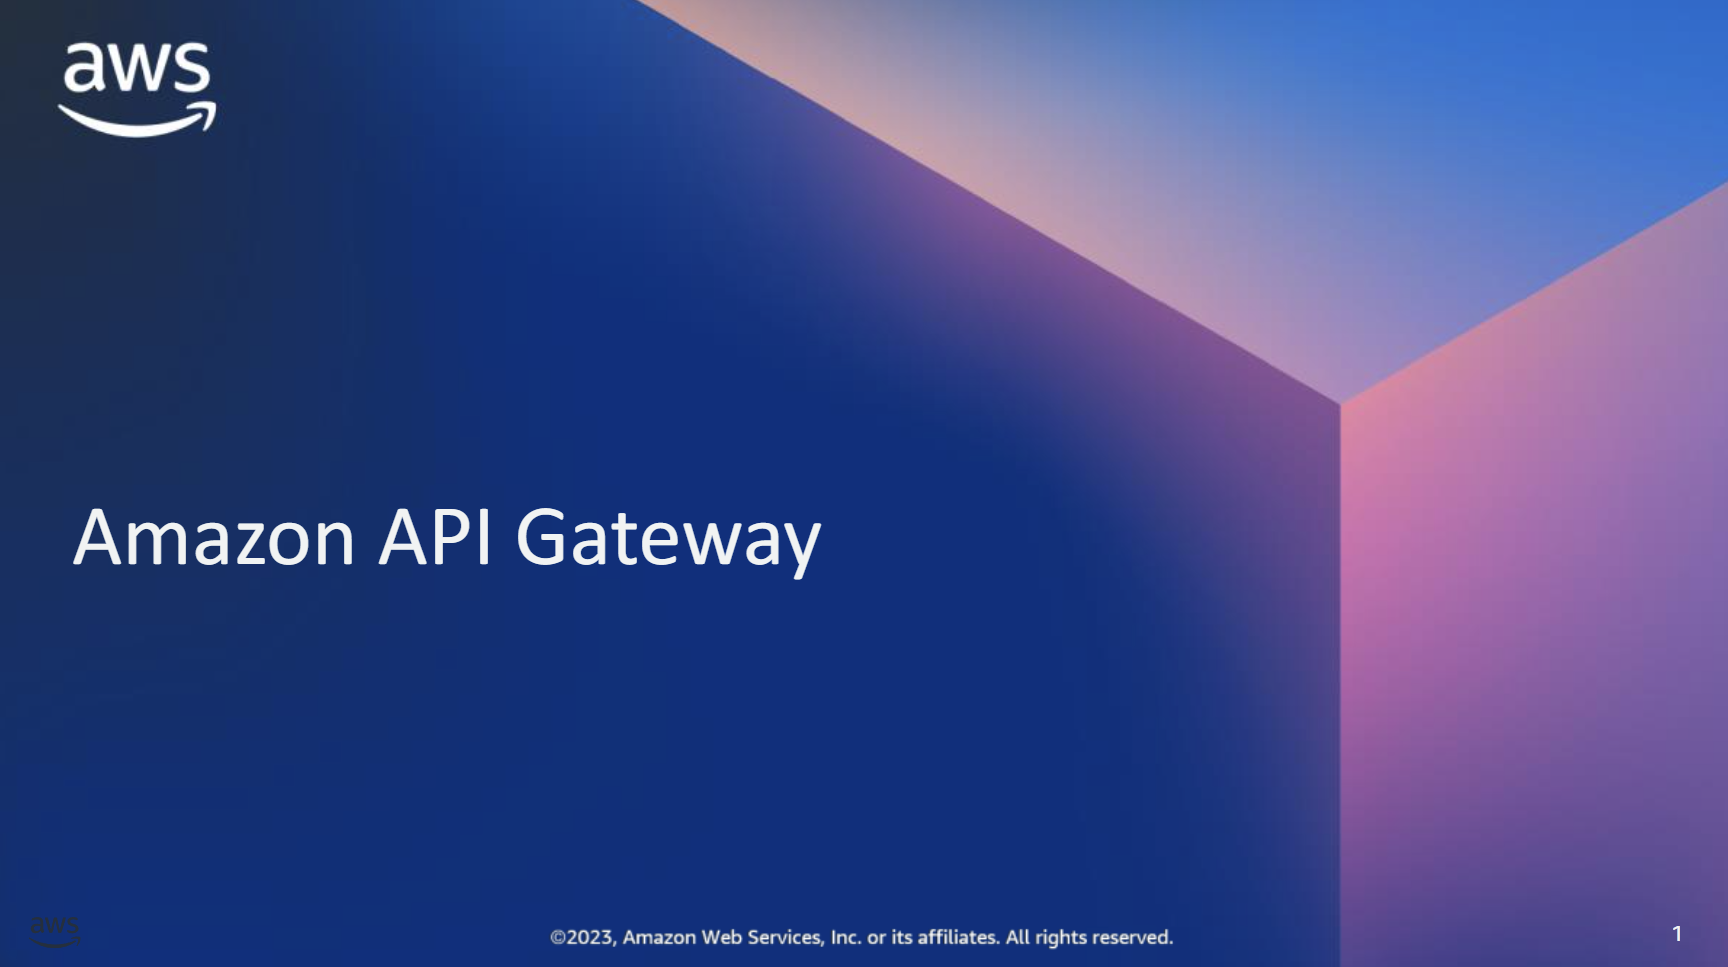 aws
Amazon API Gateway
aws
©2023, Amazon Web Services, Inc. or its affiliates. All rights reserved.
1